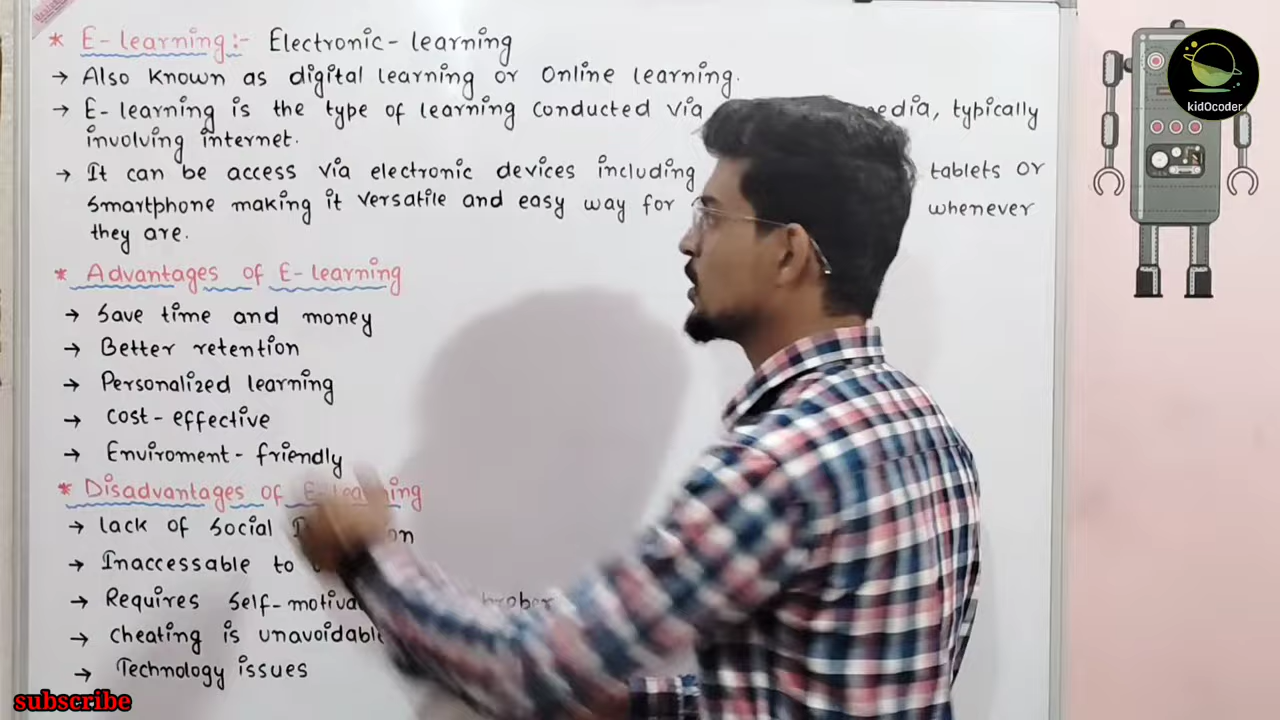 * E-learning:- Electronic-learning
→ Also known as digital learning or Online learning.
→ E-learning is the type of learning conducted via edia, typically
involving internet.
→ It can be access via electronic devices including tablets or
smartphone making it versatile and easy way for whenever
they are.
* Advantages of E-learning
→ Save time and money
→ Better retention
→ Personalized learning
→ Cost-effective
→ Enviroment-friendly
* Disadvantages of E-learning
→ lack of social on
→ Inaccessable to
→ Requires self-motiva
→ cheating is unavoidable
→ Technology issues
subscribe
kidOcoder